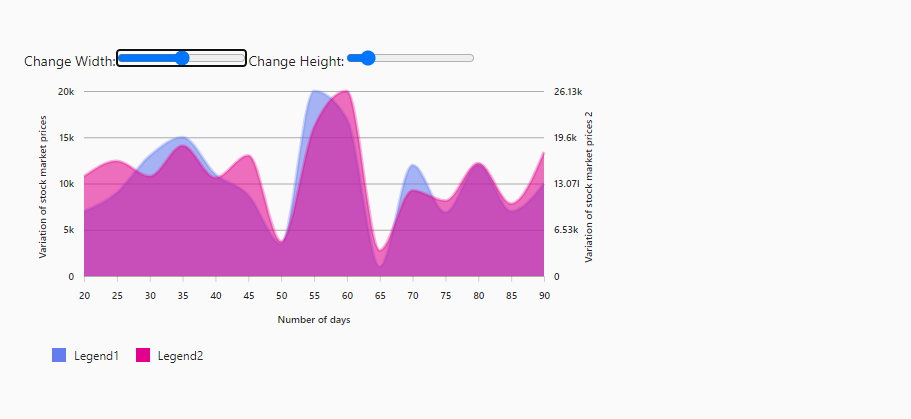 Change Width: Change Height:
20k
15k
10k
5k
0
Variation of stock market prices
26.13k
19.6k
13.07l
6.53k
0
Variation of stock market prices 2
20 25 30 35 40 45 50 55 60 65 70 75 80 85 90
Number of days
Legend1 Legend2